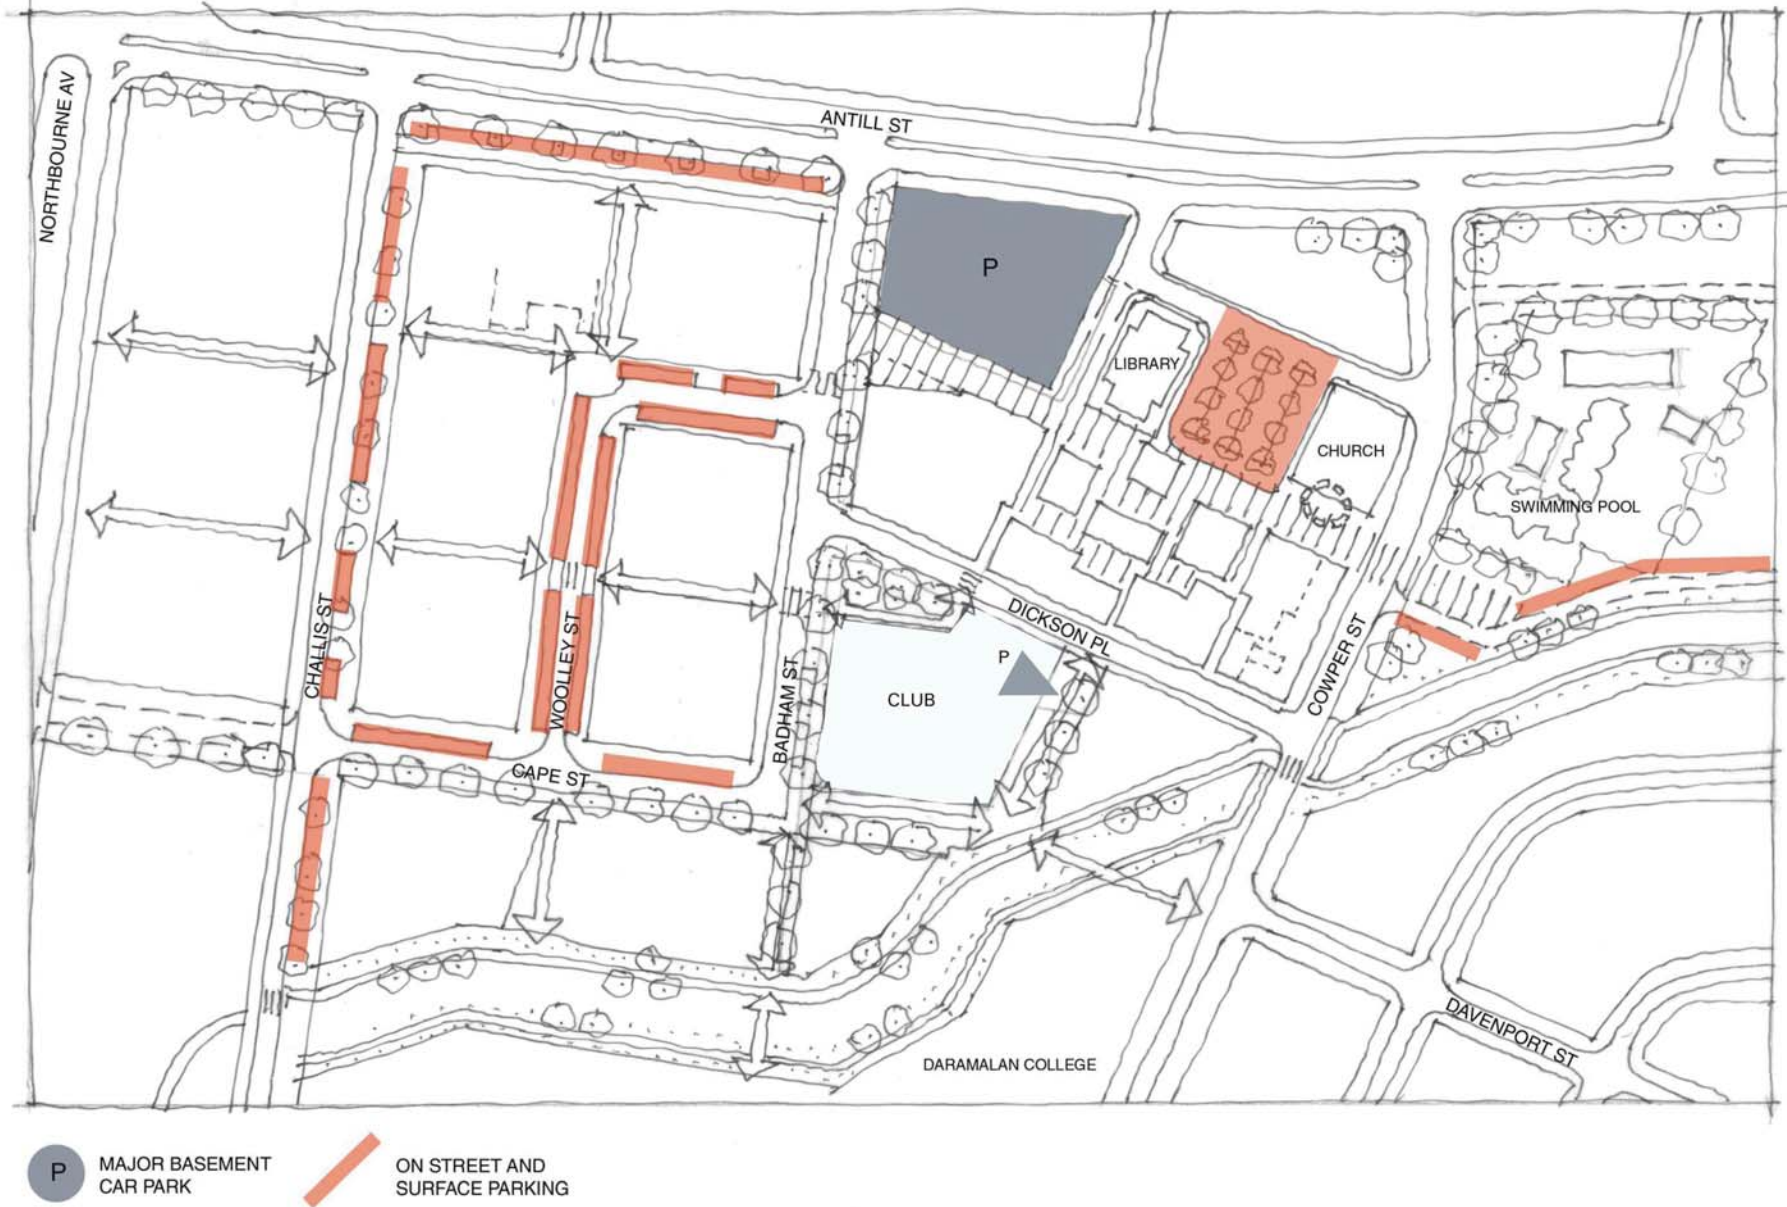 NORTHBOURNE AV
ANTILL ST
P
LIBRARY
CHURCH
SWIMMING POOL
CHALLIS ST
WOOLLEY ST
BADHAM ST
DICKSON PL
P
CLUB
COWPER ST
CAPE ST
DAVENPORT ST
DARAMALAN COLLEGE
P
MAJOR BASEMENT
CAR PARK
ON STREET AND
SURFACE PARKING